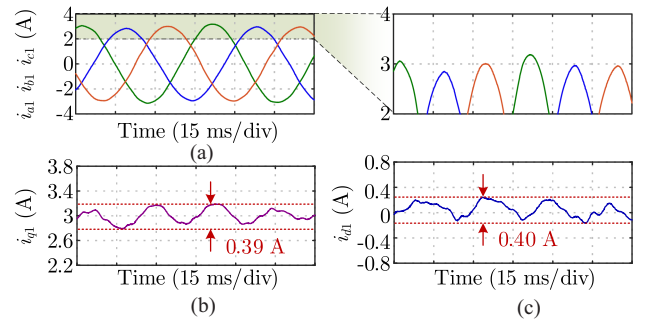 i_{a1} i_{b1} i_{c1} (A)
4
2
0
-2
-4
Time (15 ms/div)
(a)
4
3
2
i_{q1} (A)
3.8
3.4
3.0
2.6
2.2
0.39 A
Time (15 ms/div)
(b)
i_{d1} (A)
0.8
0.4
0
-0.4
-0.8
0.40 A
Time (15 ms/div)
(c)